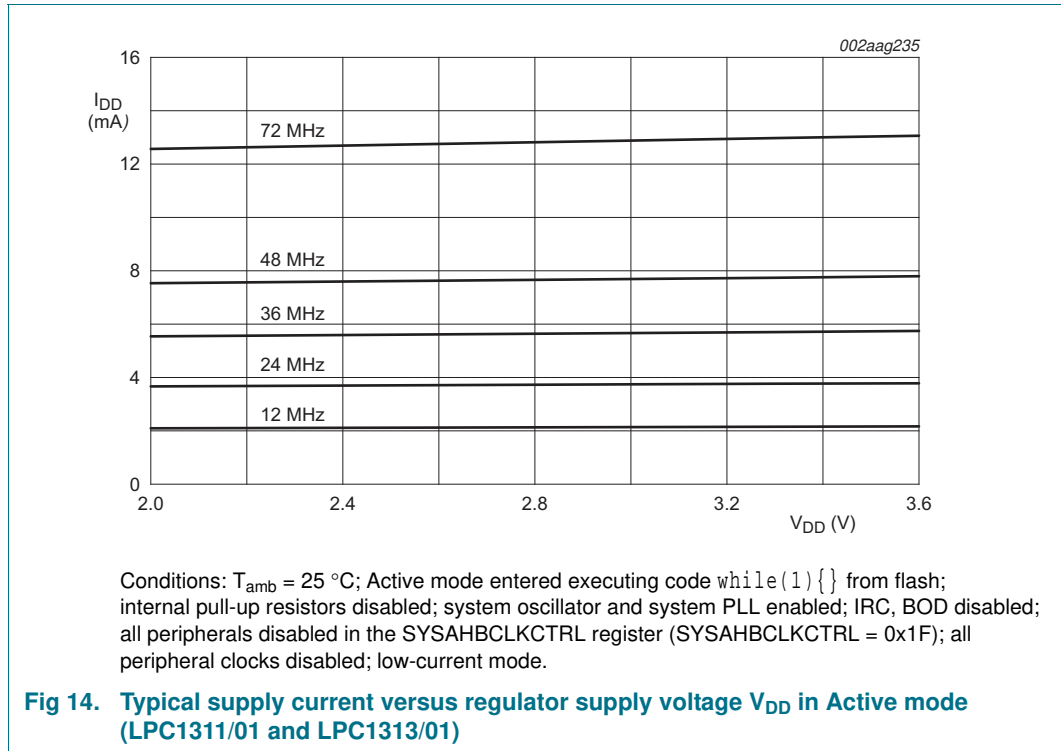 002aag235
16
I_DD
(mA)
72 MHz
12
48 MHz
8
36 MHz
24 MHz
4
12 MHz
0
2.0 2.4 2.8 3.2 3.6
V_DD (V)
Conditions: T_amb = 25 °C; Active mode entered executing code while(1){} from flash;
internal pull-up resistors disabled; system oscillator and system PLL enabled; IRC, BOD disabled;
all peripherals disabled in the SYSAHBCLKCTRL register (SYSAHBCLKCTRL = 0x1F); all
peripheral clocks disabled; low-current mode.
Fig 14. Typical supply current versus regulator supply voltage V_DD in Active mode
(LPC1311/01 and LPC1313/01)